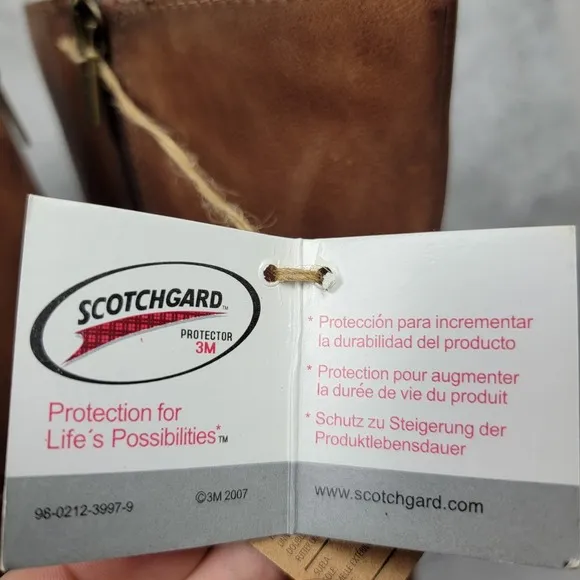 SCOTCHGARD™
PROTECTOR
3M
Protection for
Life´s Possibilities*™
98-0212-3997-9
©3M 2007
* Protección para incrementar
la durabilidad del producto
* Protection pour augmenter
la durée de vie du produit
* Schutz zu Steigerung der
Produktlebensdauer
www.scotchgard.com